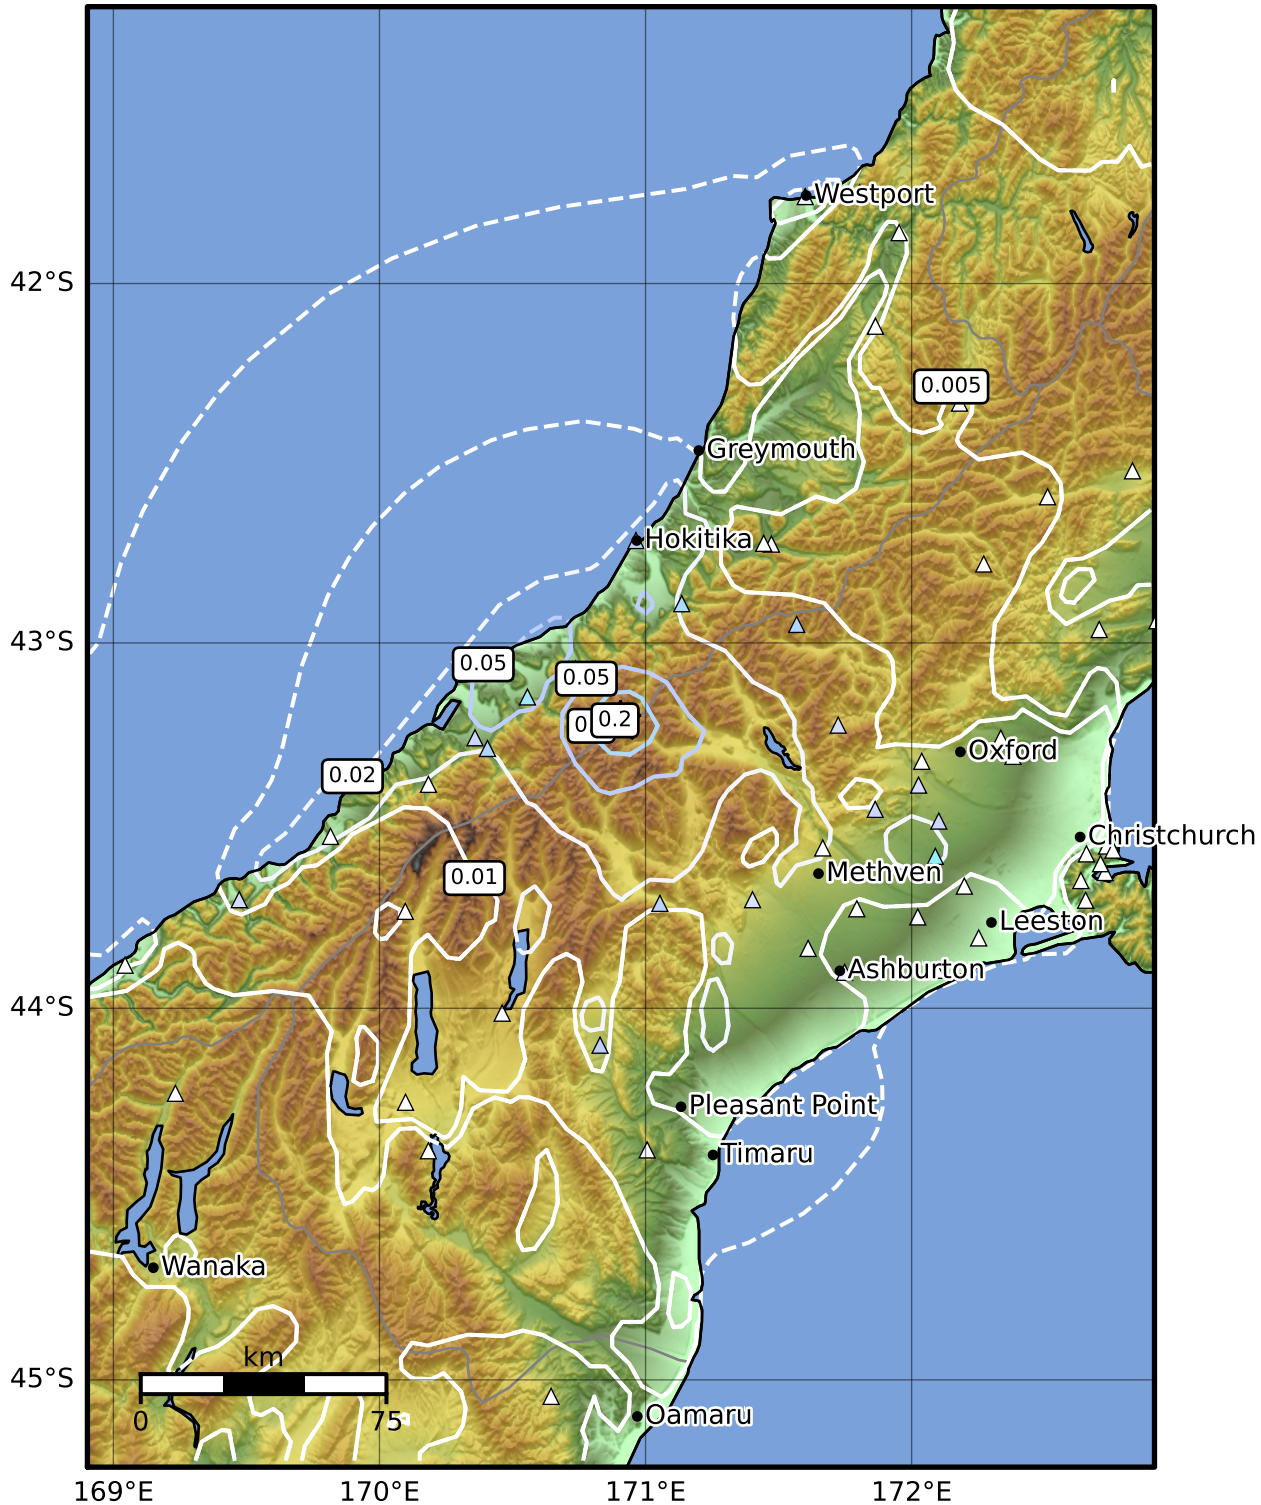 Westport
42°S
0.005
Greymouth
Hokitika
43°S
0.05
0.05
0.2
Oxford
0.02
Christchurch
0.01
Methven
Leeston
Ashburton
44°S
Pleasant Point
Timaru
Wanaka
km
45°S
0
75
Oamaru
169°E
170°E
171°E
172°E